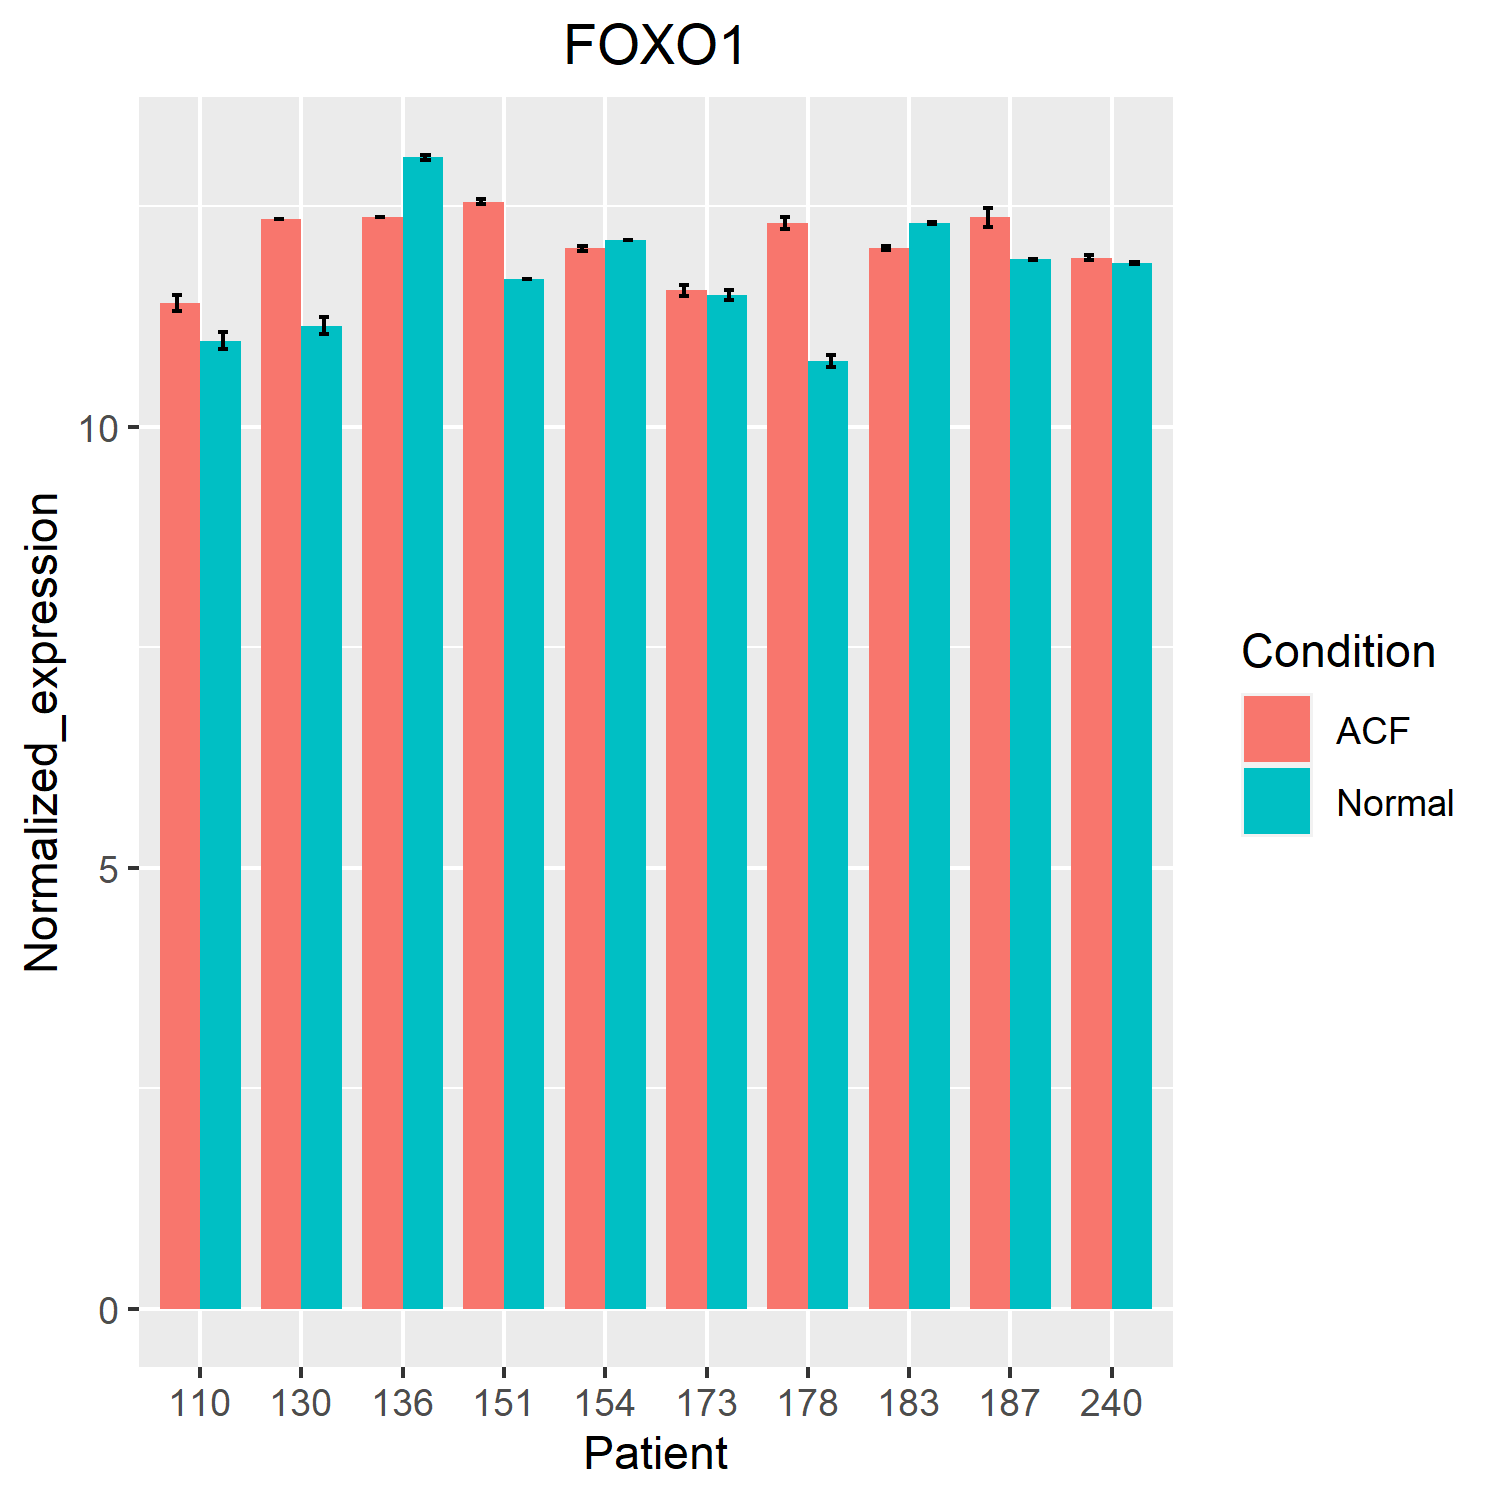 FOXO1
Normalized_expression
10
5
0
110 130 136 151 154 173 178 183 187 240
Patient
Condition
ACF
Normal